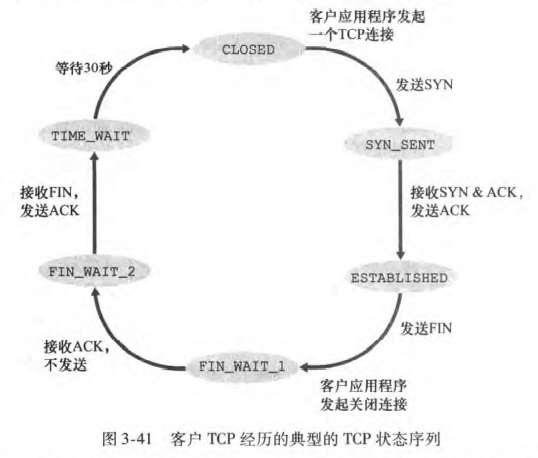 客户应用程序发起
一个TCP连接
CLOSED
等待30秒
发送SYN
TIME_WAIT
SYN_SENT
接收FIN,
发送ACK
接收SYN & ACK,
发送ACK
FIN_WAIT_2
ESTABLISHED
发送FIN
接收ACK,
不发送
FIN_WAIT_1
客户应用程序
发起关闭连接
图 3-41 客户 TCP 经历的典型的 TCP 状态序列